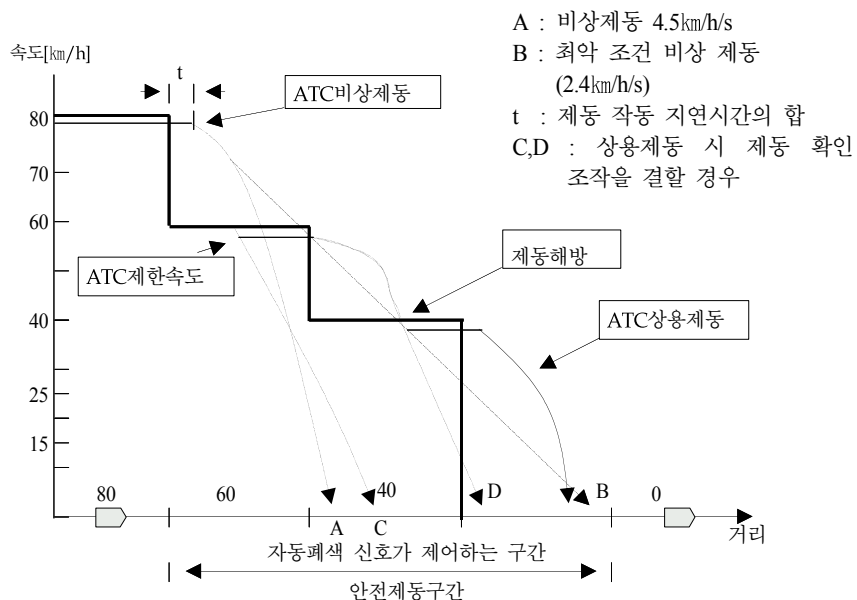 A : 비상제동 4.5㎞/h/s
B : 최악 조건 비상 제동
(2.4㎞/h/s)
t : 제동 작동 지연시간의 합
C,D : 상용제동 시 제동 확인
조작을 결할 경우
속도[㎞/h]
t
ATC비상제동
80
70
60
ATC제한속도
제동해방
40
ATC상용제동
25
15
80
60
40
D
B
0
A
C
거리
자동폐색 신호가 제어하는 구간
안전제동구간